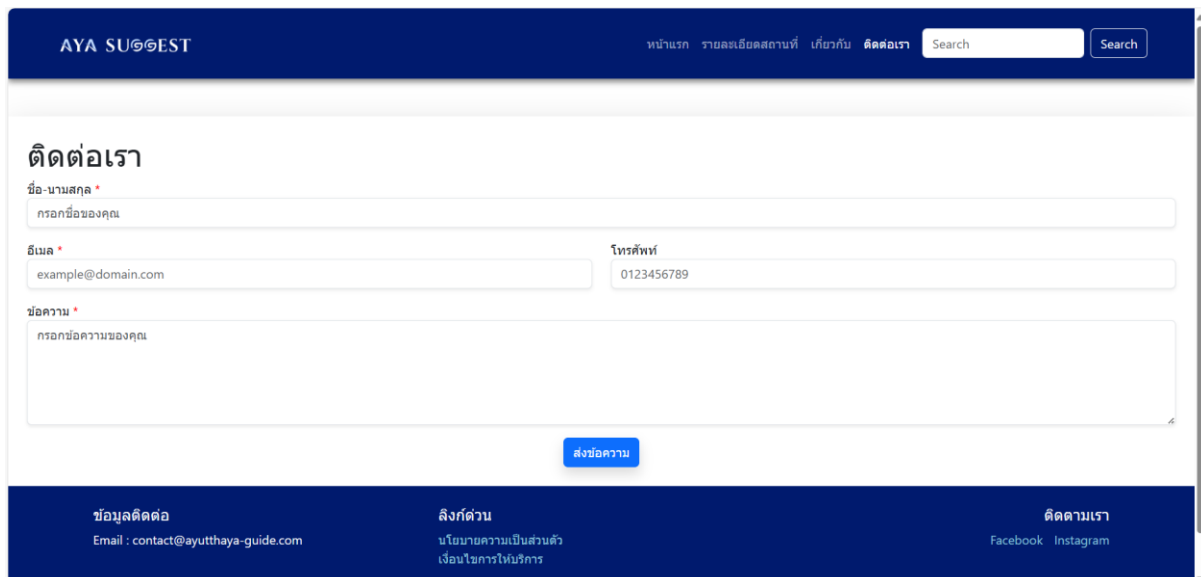 AYA SUGGEST
หน้าแรก รายละเอียดสถานที่ เกี่ยวกับ ติดต่อเรา Search Search
ติดต่อเรา
ชื่อ-นามสกุล *
กรอกชื่อของคุณ
อีเมล * โทรศัพท์
example@domain.com 0123456789
ข้อความ *
กรอกข้อความของคุณ
ส่งข้อความ
ข้อมูลติดต่อ ลิงก์ด่วน ติดตามเรา
Email : contact@ayutthaya-guide.com นโยบายความเป็นส่วนตัว Facebook Instagram
เงื่อนไขการให้บริการ